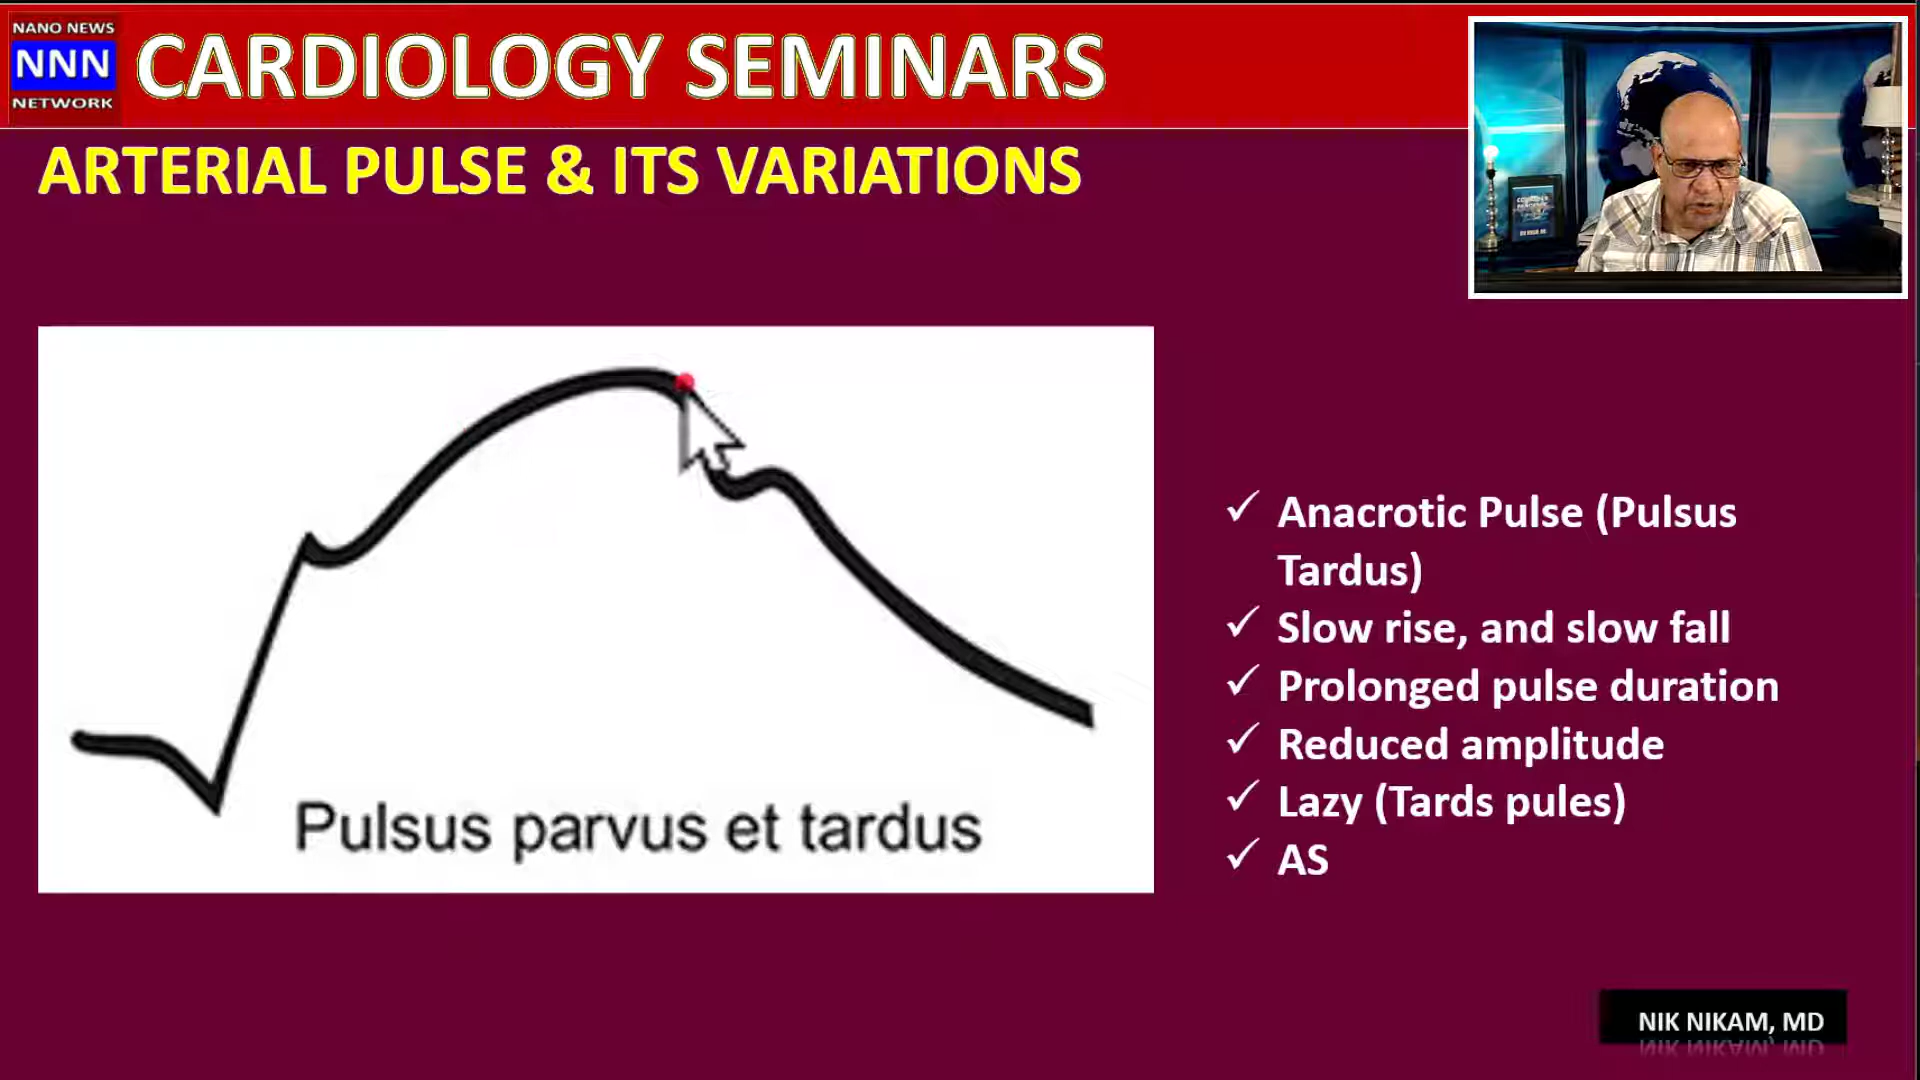 NANO NEWS
NNN
NETWORK
CARDIOLOGY SEMINARS
ARTERIAL PULSE & ITS VARIATIONS
Pulsus parvus et tardus
✓ Anacrotic Pulse (Pulsus
Tardus)
✓ Slow rise, and slow fall
✓ Prolonged pulse duration
✓ Reduced amplitude
✓ Lazy (Tards pules)
✓ AS
NIK NIKAM, MD